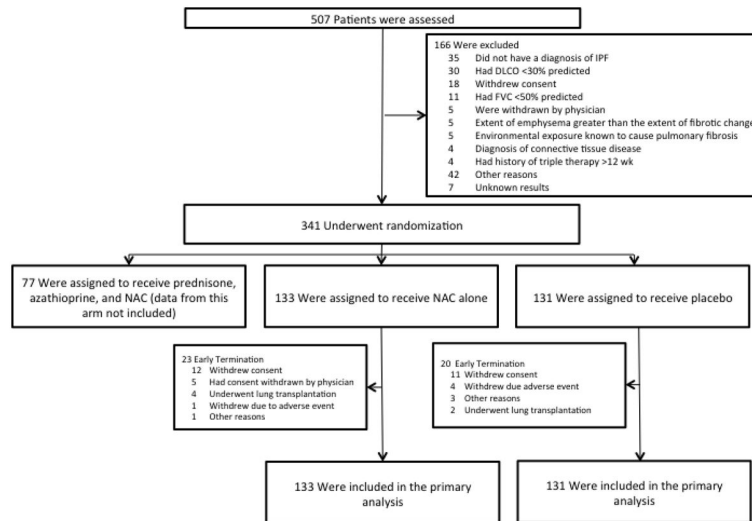 507 Patients were assessed
166 Were excluded
35 Did not have a diagnosis of IPF
30 Had DLCO <30% predicted
18 Withdrew consent
11 Had FVC <50% predicted
5 Were withdrawn by physician
5 Extent of emphysema greater than the extent of fibrotic change
5 Environmental exposure known to cause pulmonary fibrosis
4 Diagnosis of connective tissue disease
4 Had history of triple therapy >12 wk
42 Other reasons
7 Unknown results
341 Underwent randomization
77 Were assigned to receive prednisone,
azathioprine, and NAC (data from this
arm not included)
133 Were assigned to receive NAC alone
131 Were assigned to receive placebo
23 Early Termination
12 Withdrew consent
5 Had consent withdrawn by physician
4 Underwent lung transplantation
1 Withdrew due to adverse event
1 Other reasons
20 Early Termination
11 Withdrew consent
4 Withdrew due adverse event
3 Other reasons
2 Underwent lung transplantation
133 Were included in the primary
analysis
131 Were included in the primary
analysis